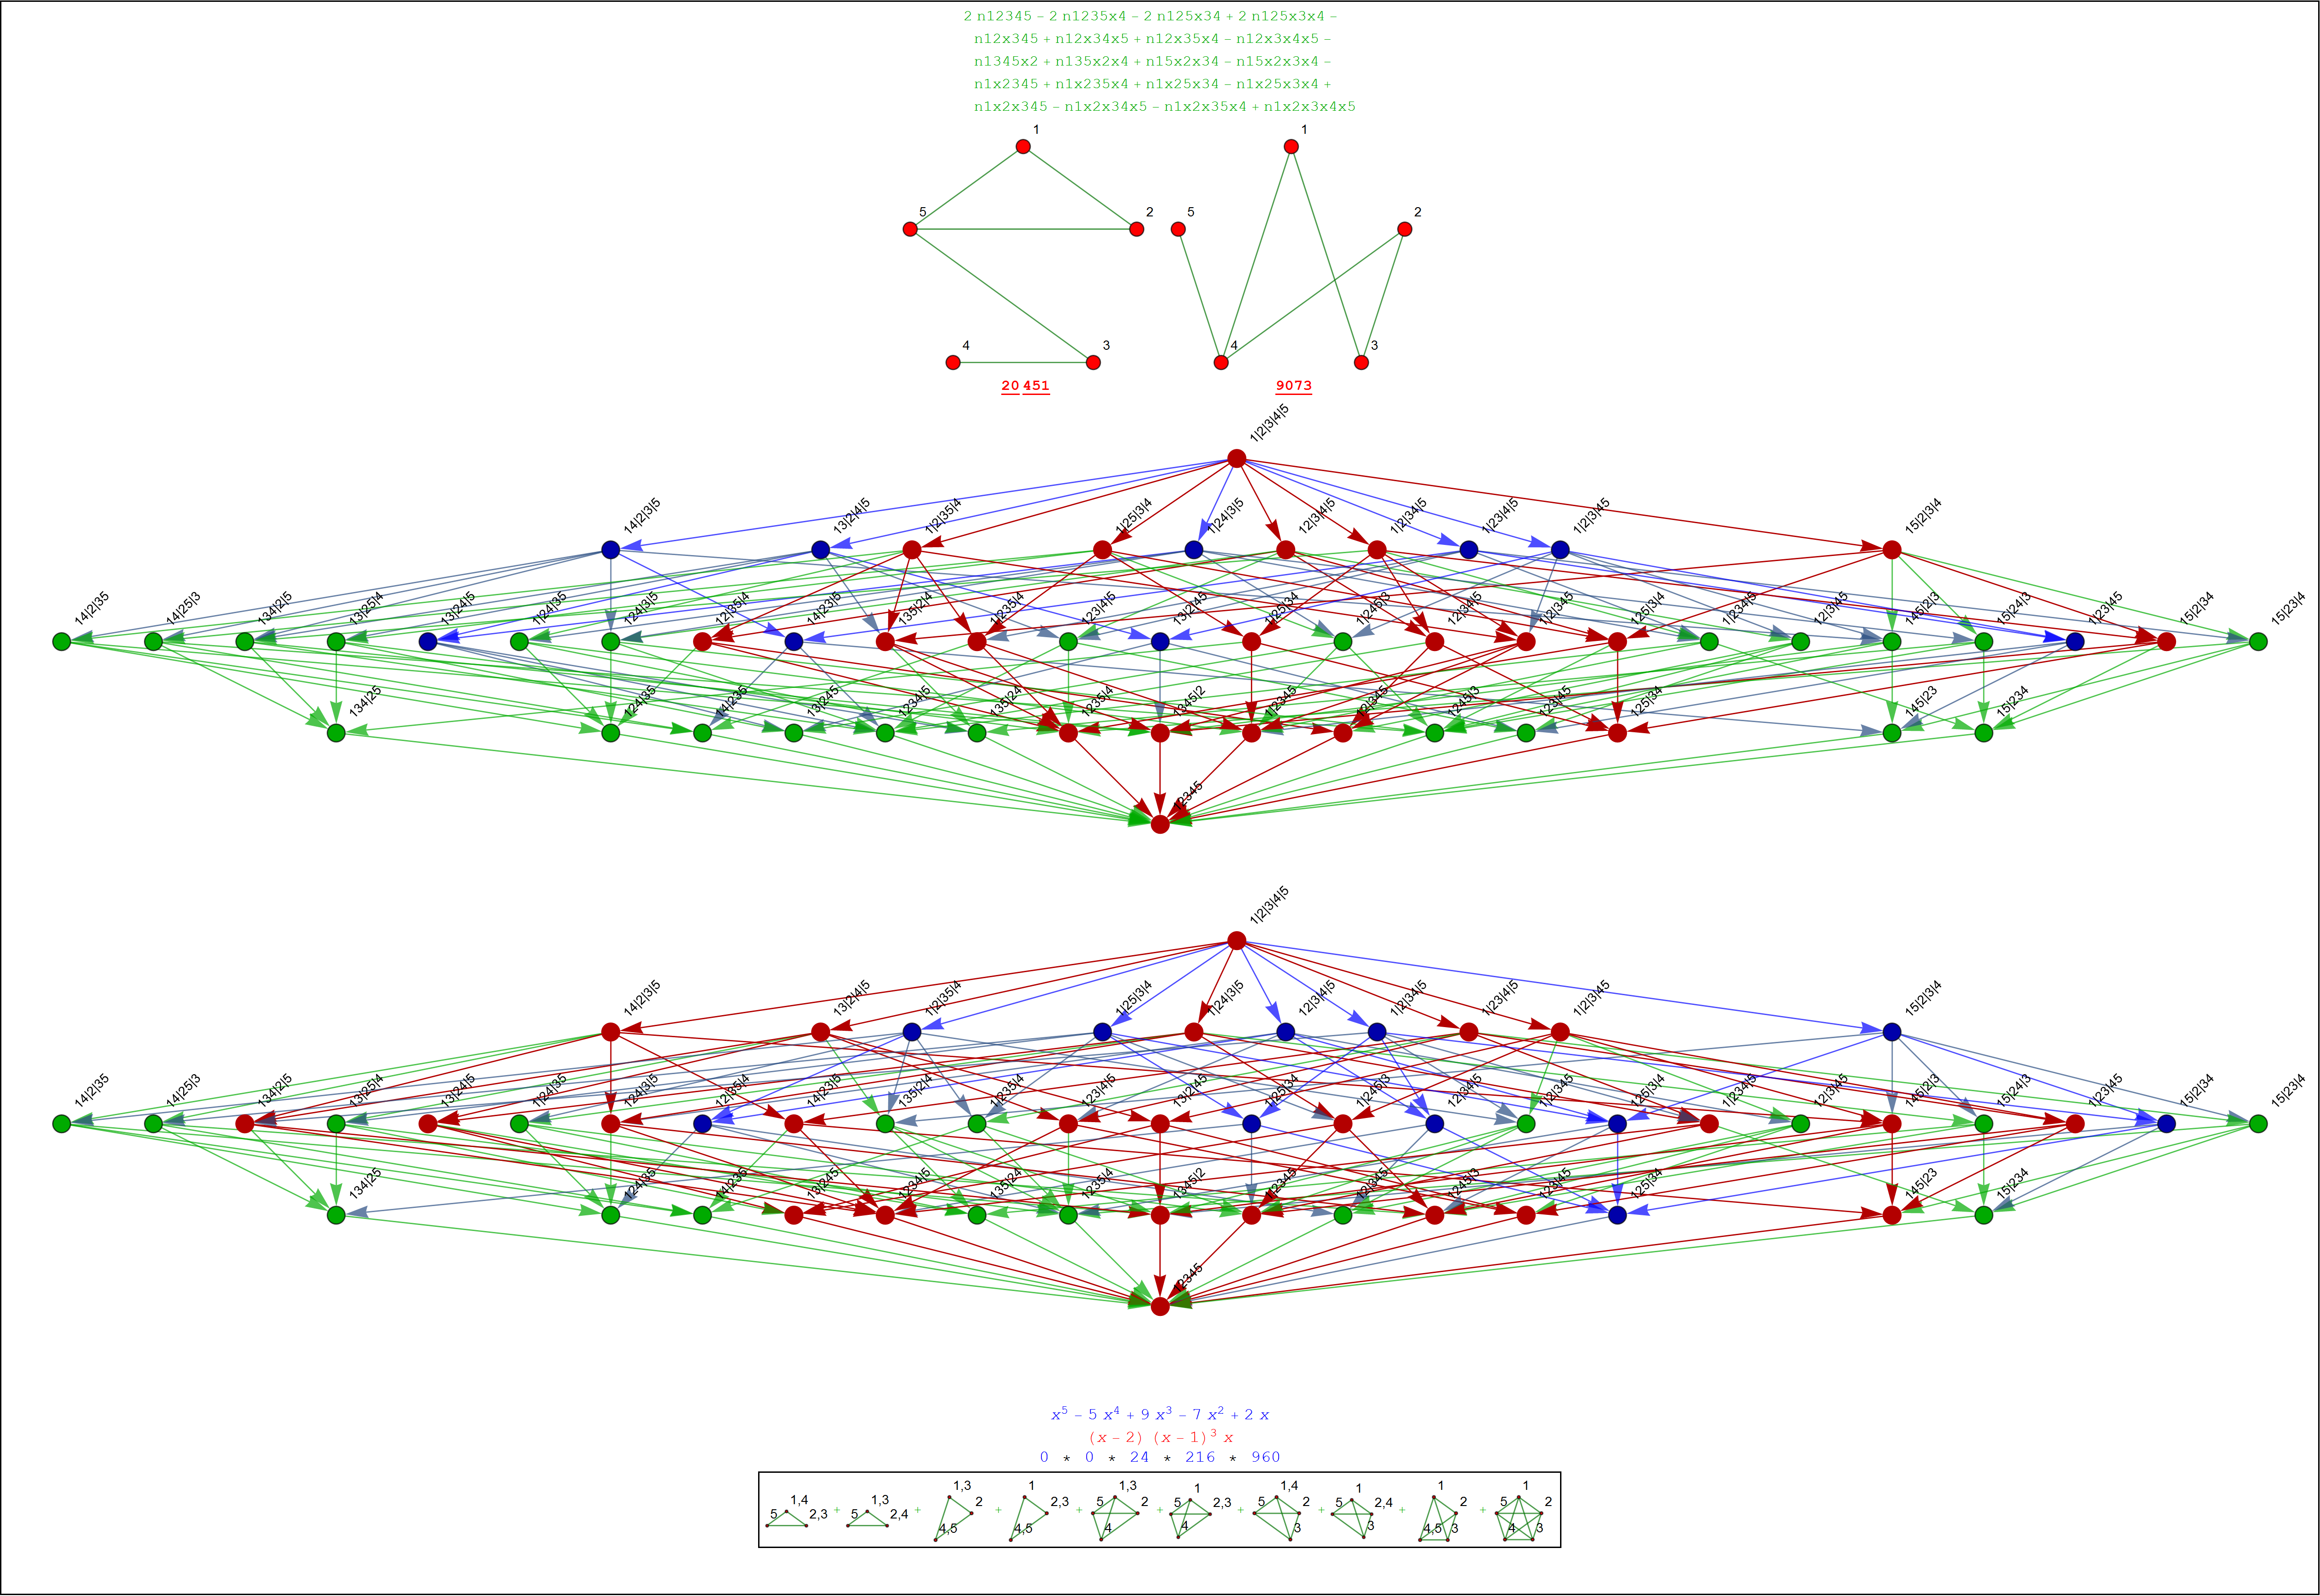 2 n12345 – 2 n1235x4 – 2 n125x34 + 2 n125x3x4 –
n12x345 + n12x34x5 + n12x35x4 – n12x3x4x5 –
n1345x2 + n135x2x4 + n15x2x34 – n15x2x3x4 –
n1x2345 + n1x235x4 + n1x25x34 – n1x25x3x4 +
n1x2x345 – n1x2x34x5 – n1x2x35x4 + n1x2x3x4x5
1 1
5 2 5 2
4 3 4 3
20 451 9073
1|2|3|4|5
14|2|3|5 13|2|4|5 1|2|35|4 1|25|3|4 1|24|3|5 12|3|4|5 1|2|34|5 1|23|4|5 1|2|3|45 15|2|3|4
14|2|35 14|25|3 134|2|5 13|25|4 13|24|5 1|24|35 124|3|5 12|35|4 14|23|5 135|2|4 1|235|4 123|4|5 13|2|45 1|25|34 1|245|3 12|34|5 1|2|345 125|3|4 1|234|5 12|3|45 145|2|3 15|24|3 1|23|45 15|2|34 15|23|4
134|25 124|35 14|235 13|245 1234|5 135|24 1235|4 1345|2 1|2345 12|345 1245|3 123|45 125|34 145|23 15|234
12345
1|2|3|4|5
14|2|3|5 13|2|4|5 1|2|35|4 1|25|3|4 1|24|3|5 12|3|4|5 1|2|34|5 1|23|4|5 1|2|3|45 15|2|3|4
14|2|35 14|25|3 134|2|5 13|25|4 13|24|5 1|24|35 124|3|5 12|35|4 14|23|5 135|2|4 1|235|4 123|4|5 13|2|45 1|25|34 1|245|3 12|34|5 1|2|345 125|3|4 1|234|5 12|3|45 145|2|3 15|24|3 1|23|45 15|2|34 15|23|4
134|25 124|35 14|235 13|245 1234|5 135|24 1235|4 1345|2 1|2345 12|345 1245|3 123|45 125|34 145|23 15|234
12345
x⁵ – 5 x⁴ + 9 x³ – 7 x² + 2 x
(x – 2) (x – 1)³ x
0 * 0 * 24 * 216 * 960
5 1,4 2,3 + 5 1,3 2,4 + 1,3 2 4,5 + 1 2,3 4,5 + 1,3 5 2 4 + 1 5 2,3 4 + 1,4 5 2 3 + 1 5 2,4 3 + 1 2 4,5 3 + 1 5 2 4 3